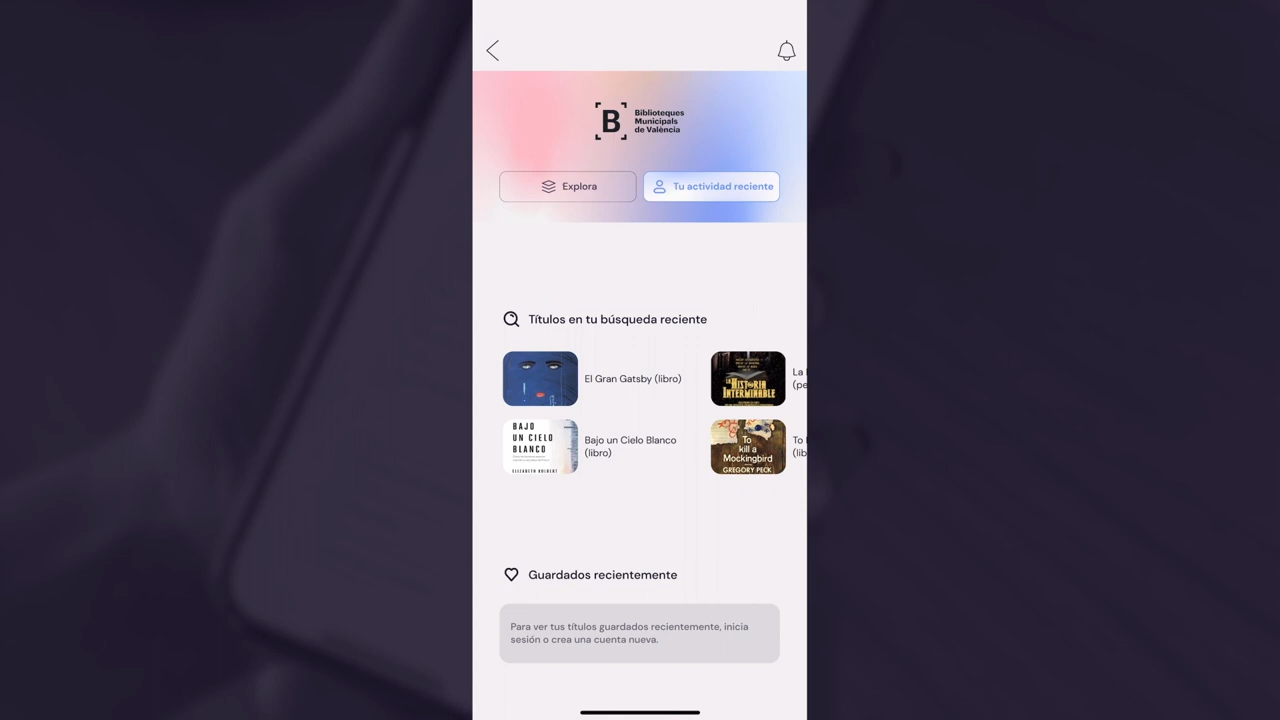 B
Biblioteques
Municipals
de València
Explora
Tu actividad reciente
Títulos en tu búsqueda reciente
El Gran Gatsby (libro)
LA HISTORIA
INTERMINABLE
La
(pe
BAJO
UN CIELO
BLANCO
ELIZABETH KOLBERT
Bajo un Cielo Blanco
(libro)
To
kill a
Mockingbird
GREGORY PECK
To
(lib
Guardados recientemente
Para ver tus títulos guardados recientemente, inicia
sesión o crea una cuenta nueva.